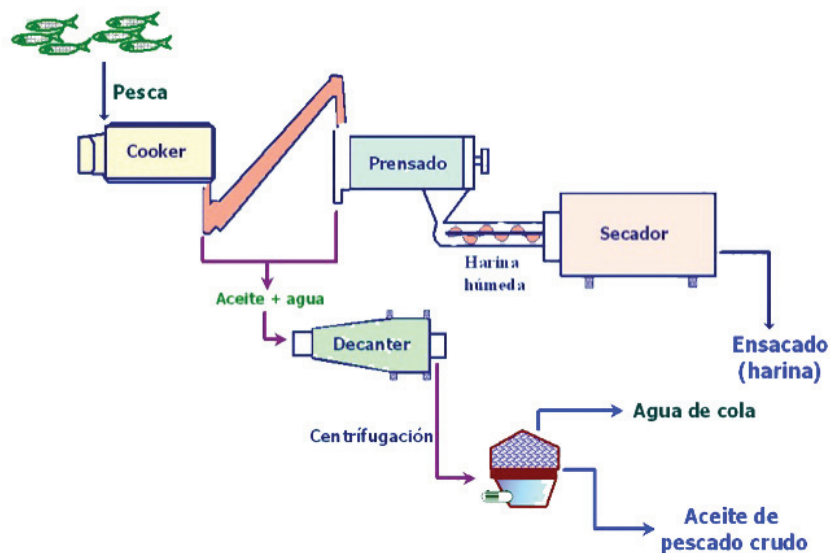 Pesca
Cooker
Prensado
Secador
Harina
húmeda
Aceite + agua
Decanter
Ensacado
(harina)
Agua de cola
Centrífugación
Aceite de
pescado crudo